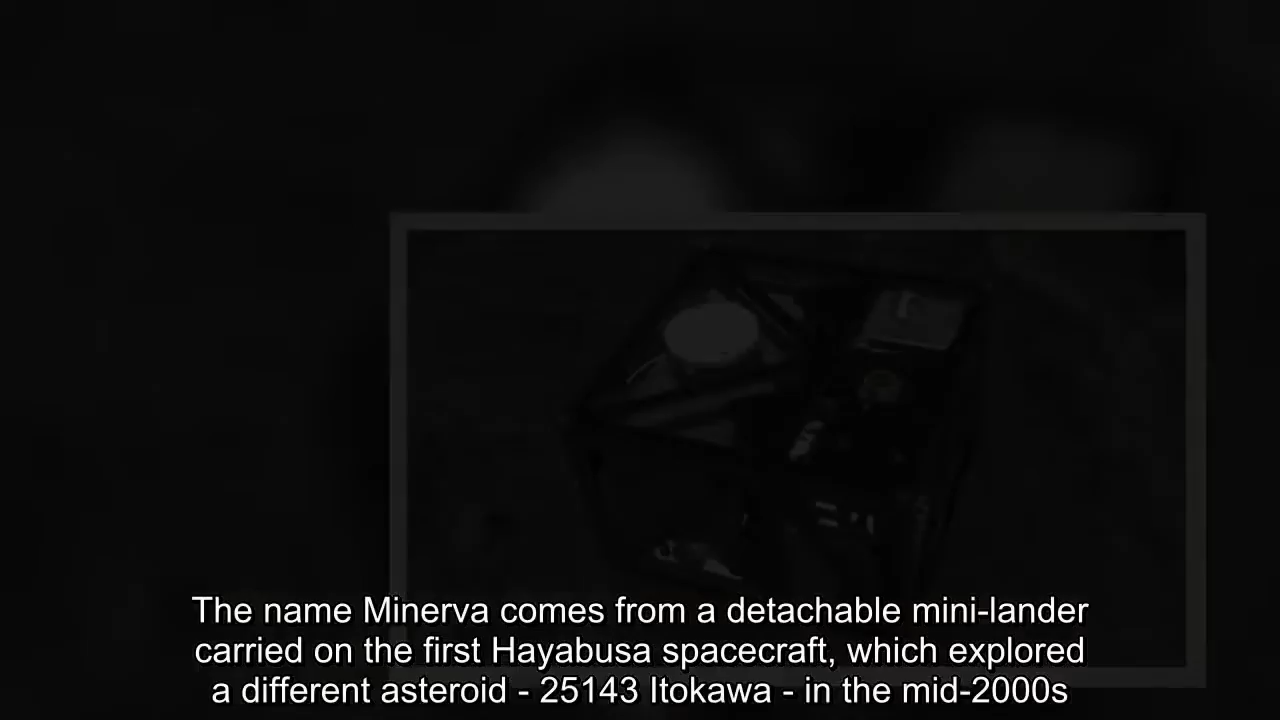 The name Minerva comes from a detachable mini-lander
carried on the first Hayabusa spacecraft, which explored
a different asteroid - 25143 Itokawa - in the mid-2000s